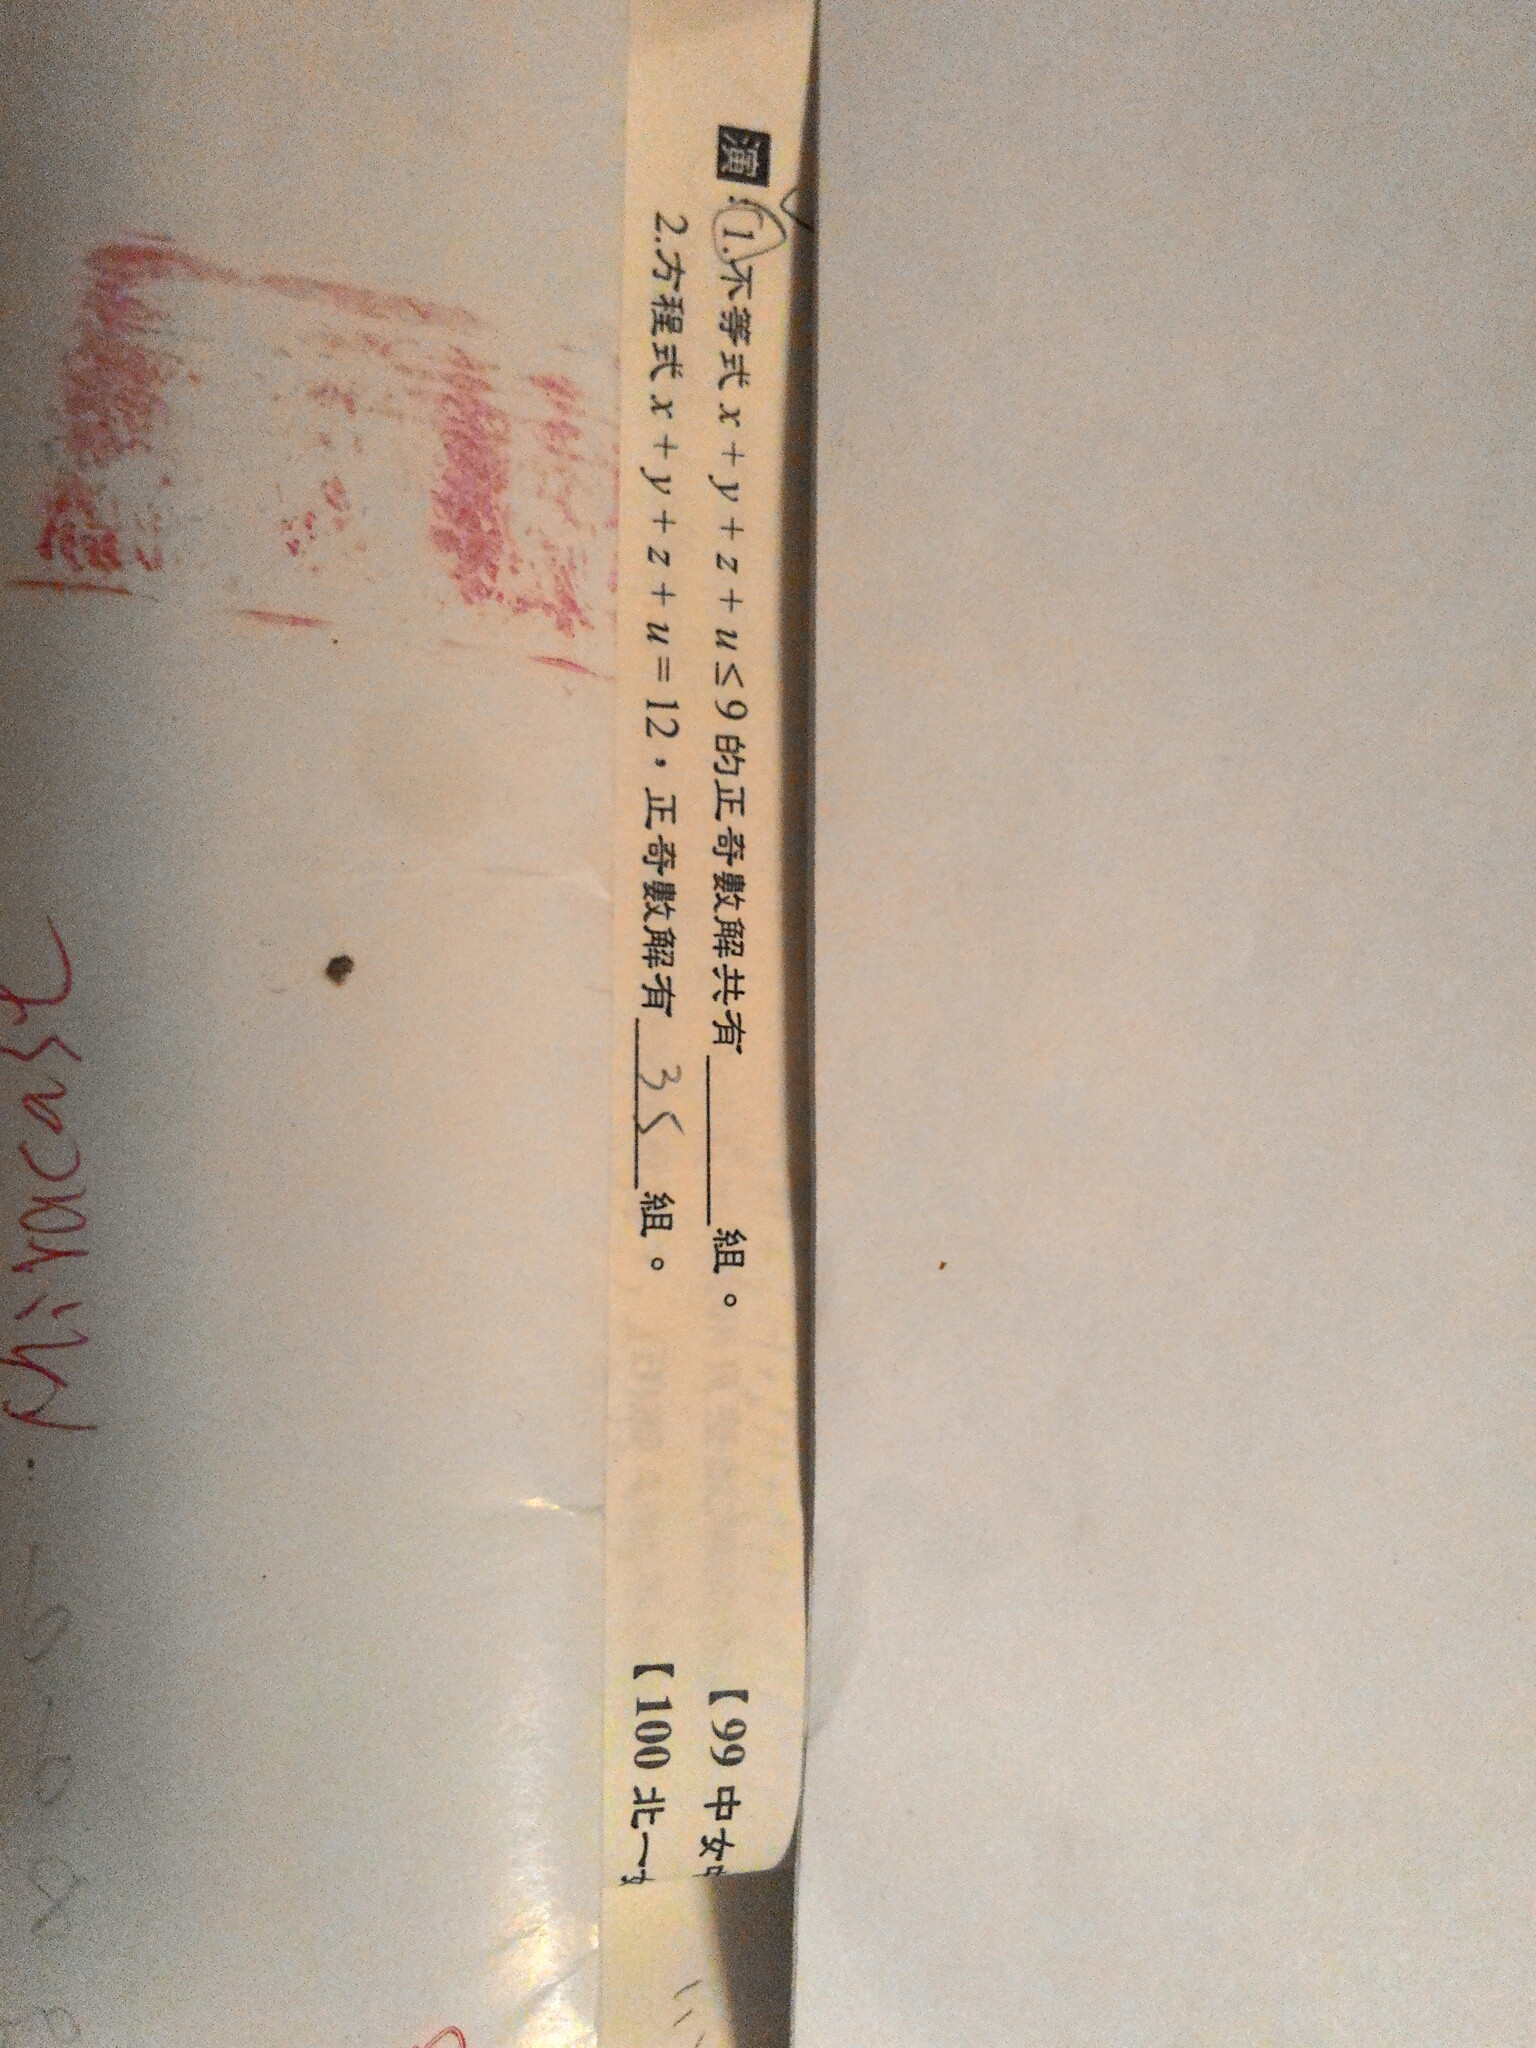 演
1.不等式 x + y + z + u ≤ 9 的正奇數解共有______組。【99 中女
2.方程式 x + y + z + u = 12，正奇數解有 35 組。【100 北一女
Miracast